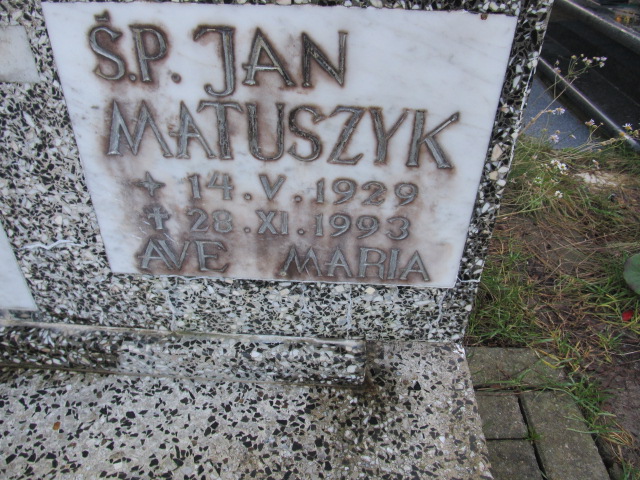 Ś.P. JAN
MATUSZYK
14.V.1929
✝ 28.XI.1993
AVE MARIA